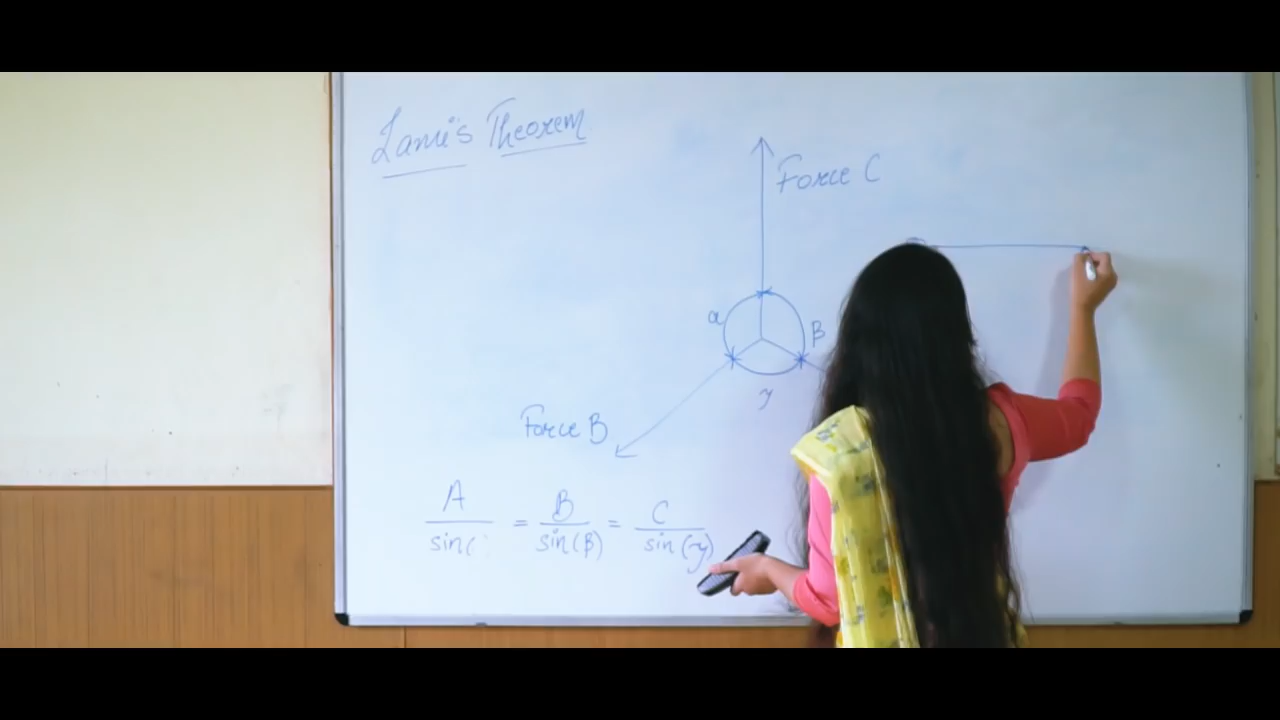 Lami's Theorem
Force C
α
β
γ
Force B
A/sin( = B/sin(β) = C/sin(γ)